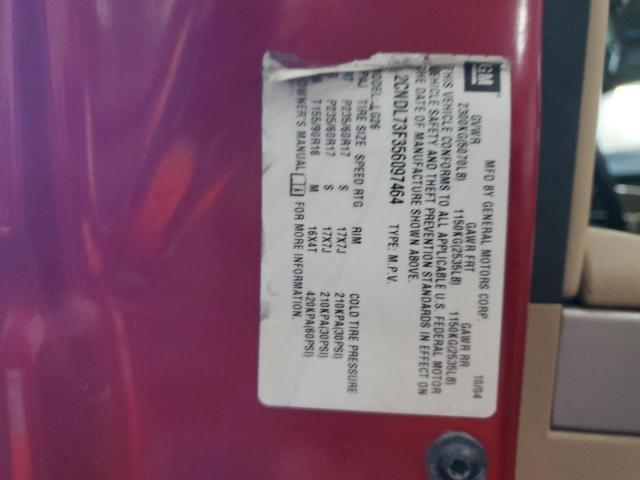 GM
MFD BY GENERAL MOTORS CORP 10/04
GVWR GAWR FRT GAWR RR
2300KG(5070LB) 1150KG(2535LB) 1150KG(2535LB)
THIS VEHICLE CONFORMS TO ALL APPLICABLE U.S. FEDERAL MOTOR
VEHICLE SAFETY AND THEFT PREVENTION STANDARDS IN EFFECT ON
THE DATE OF MANUFACTURE SHOWN ABOVE.
2CNDL73F356097464 TYPE: M.P.V.
MODEL: LG26
TIRE SIZE SPEED RTG RIM COLD TIRE PRESSURE
P235/60R17 S 17X7J 210KPA(30PSI)
P235/60R17 S 17X7J 210KPA(30PSI)
T155/90R16 M 16X4T 420KPA(60PSI)
OWNER'S MANUAL FOR MORE INFORMATION.